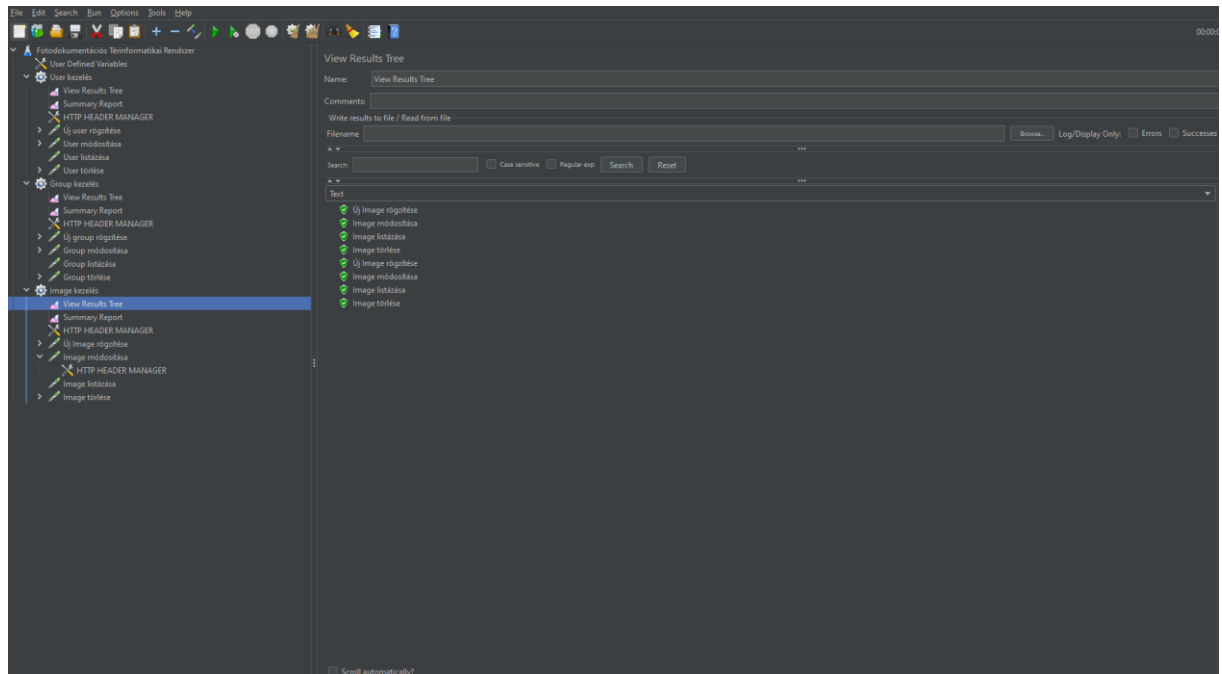 File Edit Search Run Options Tools Help
00:00:0
Fotodokumentációs Térinformatikai Rendszer
User Defined Variables
User kezelés
View Results Tree
Summary Report
HTTP HEADER MANAGER
Új user rögzítése
User módosítása
User listázása
User törlése
Group kezelés
View Results Tree
Summary Report
HTTP HEADER MANAGER
Új group rögzítése
Group módosítása
Group listázása
Group törlése
Image kezelés
View Results Tree
Summary Report
HTTP HEADER MANAGER
Új Image rögzítése
Image módosítása
HTTP HEADER MANAGER
Image listázása
Image törlése
View Results Tree
Name: View Results Tree
Comments:
Write results to file / Read from file
Filename Browse... Log/Display Only: Errors Successes
Search: Case sensitive Regular exp. Search Reset
Text
Új Image rögzítése
Image módosítása
Image listázása
Image törlése
Új Image rögzítése
Image módosítása
Image listázása
Image törlése
Scroll automatically?